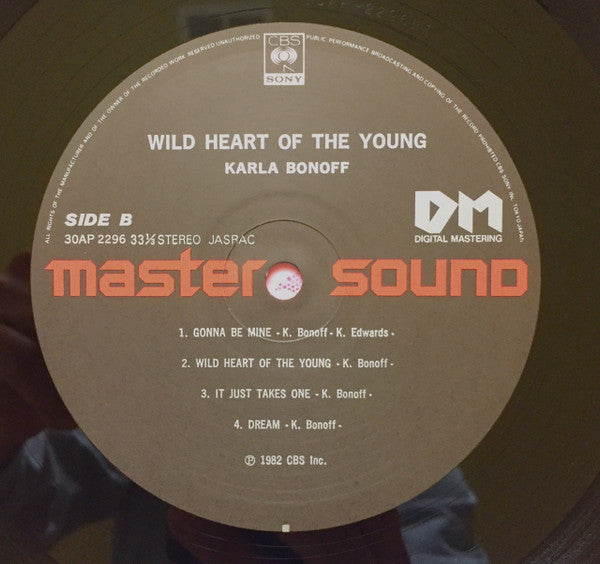 ALL RIGHTS OF THE MANUFACTURER AND OF THE OWNER OF THE RECORDED WORK RESERVED UNAUTHORIZED PUBLIC PERFORMANCE BROADCASTING AND COPYING OF THE RECORD PROHIBITED CBS SONY INC. TOKYO JAPAN
CBS
SONY
WILD HEART OF THE YOUNG
KARLA BONOFF
SIDE B
30AP 2296 33⅓ STEREO JASRAC
DM
DIGITAL MASTERING
master sound
1. GONNA BE MINE - K. Bonoff - K. Edwards -
2. WILD HEART OF THE YOUNG - K. Bonoff -
3. IT JUST TAKES ONE - K. Bonoff -
4. DREAM - K. Bonoff -
Ⓟ 1982 CBS Inc.